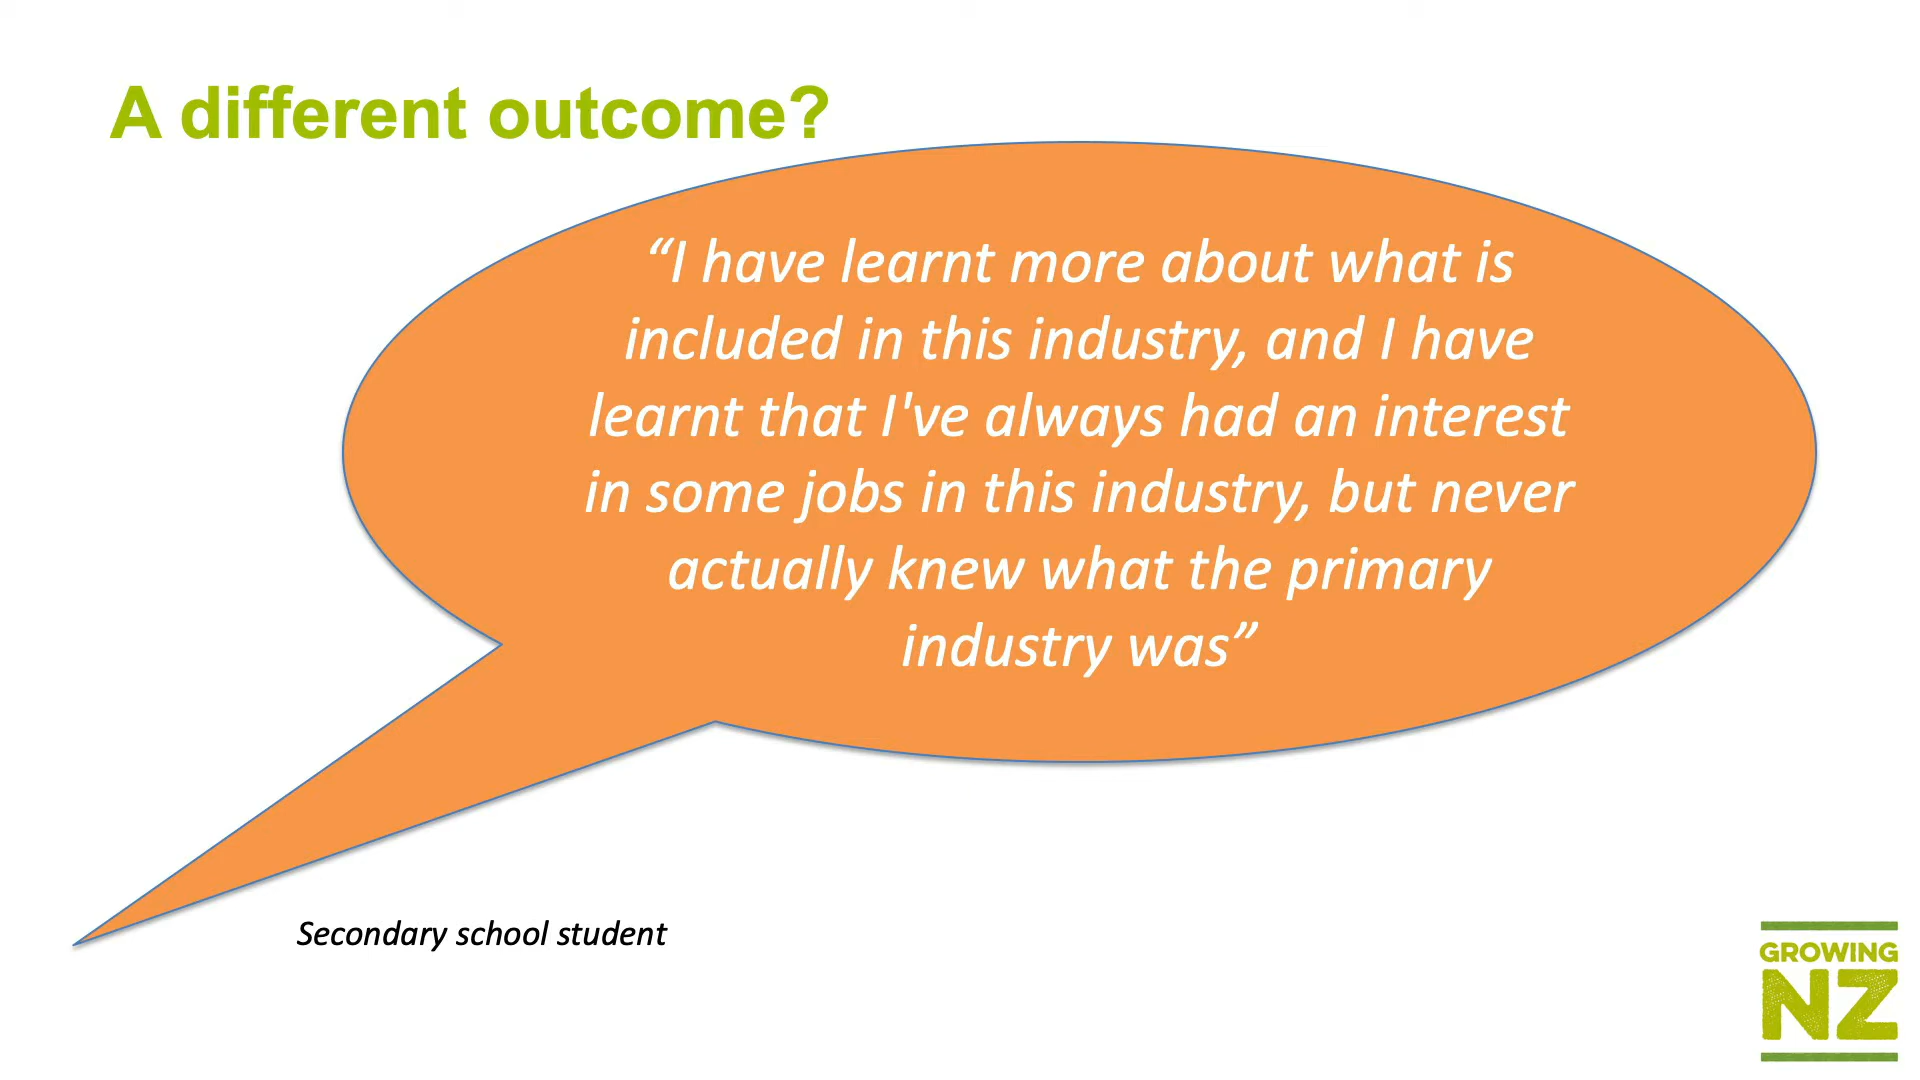 A different outcome?
“I have learnt more about what is
included in this industry, and I have
learnt that I've always had an interest
in some jobs in this industry, but never
actually knew what the primary
industry was”
Secondary school student
GROWING
NZ